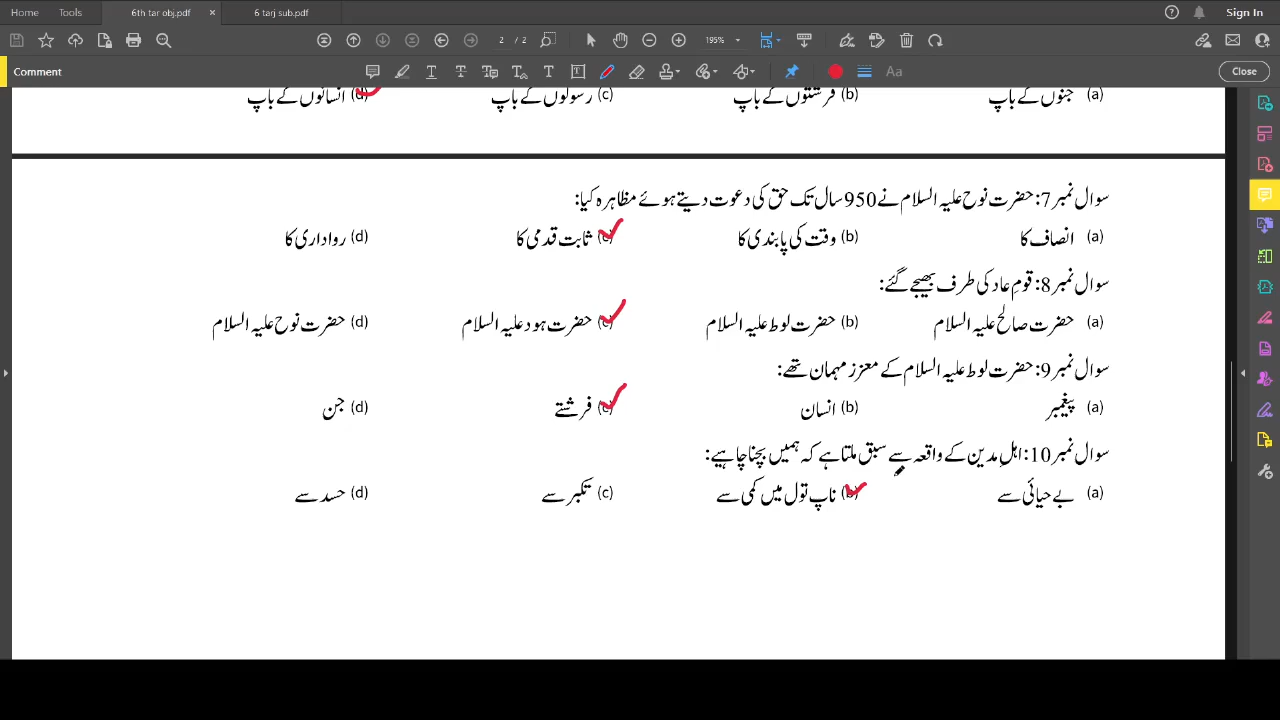 Home Tools 6th tar obj.pdf × 6 tarj sub.pdf Sign In
2 / 2 195%
Comment Aa Close
(a) جنوں کے باپ (b) فرشتوں کے باپ (c) رسولوں کے باپ (d) انسانوں کے باپ
سوال نمبر 7: حضرت نوح علیہ السلام نے 950 سال تک حق کی دعوت دیتے ہوئے مظاہرہ کیا:
(a) انصاف کا (b) وقت کی پابندی کا (c) ثابت قدمی کا (d) رواداری کا
سوال نمبر 8: قومِ عاد کی طرف بھیجے گئے:
(a) حضرت صالح علیہ السلام (b) حضرت لوط علیہ السلام (c) حضرت ہود علیہ السلام (d) حضرت نوح علیہ السلام
سوال نمبر 9: حضرت لوط علیہ السلام کے معزز مہمان تھے:
(a) پیغمبر (b) انسان (c) فرشتے (d) جن
سوال نمبر 10: اہلِ مدین کے واقعہ سے سبق ملتا ہے کہ ہمیں بچنا چاہیے:
(a) بے حیائی سے (b) ناپ تول میں کمی سے (c) تکبر سے (d) حسد سے